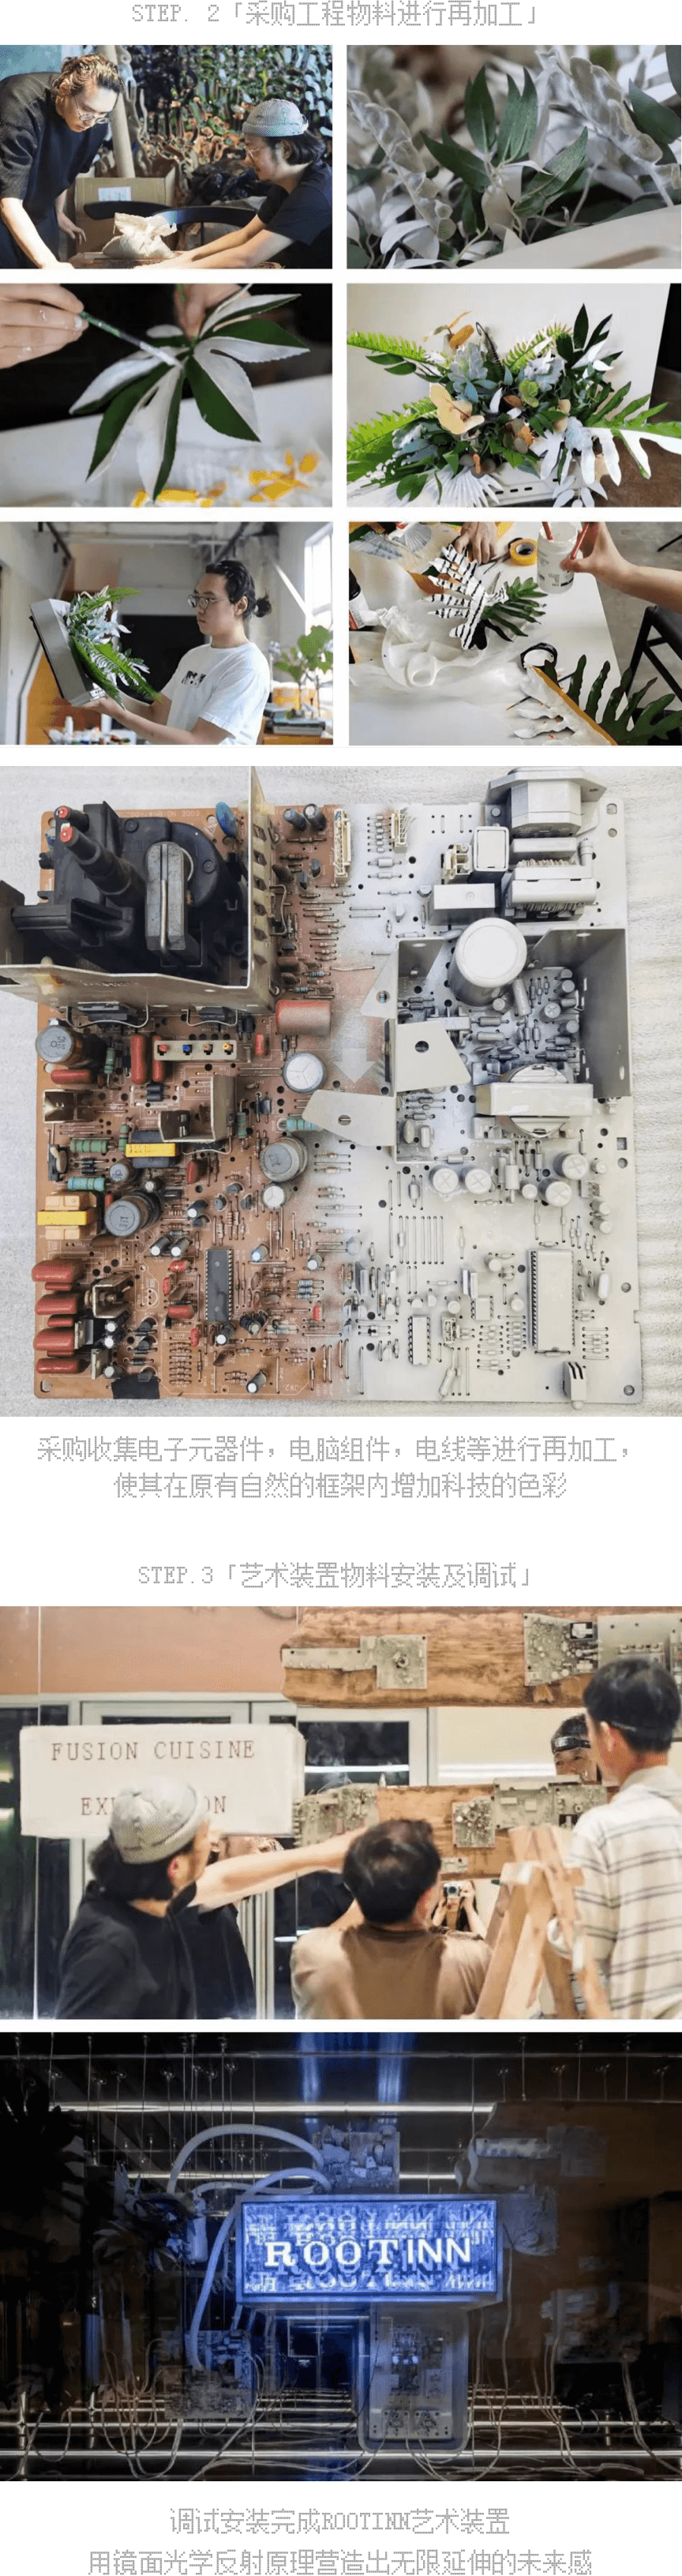 STEP. 2「采购工程物料进行再加工」
采购收集电子元器件，电脑组件，电线等进行再加工，
使其在原有自然的框架内增加科技的色彩
STEP.3「艺术装置物料安装及调试」
FUSION CUISINE
ROOTINN
调试安装完成ROOTINN艺术装置
用镜面光学反射原理营造出无限延伸的未来感